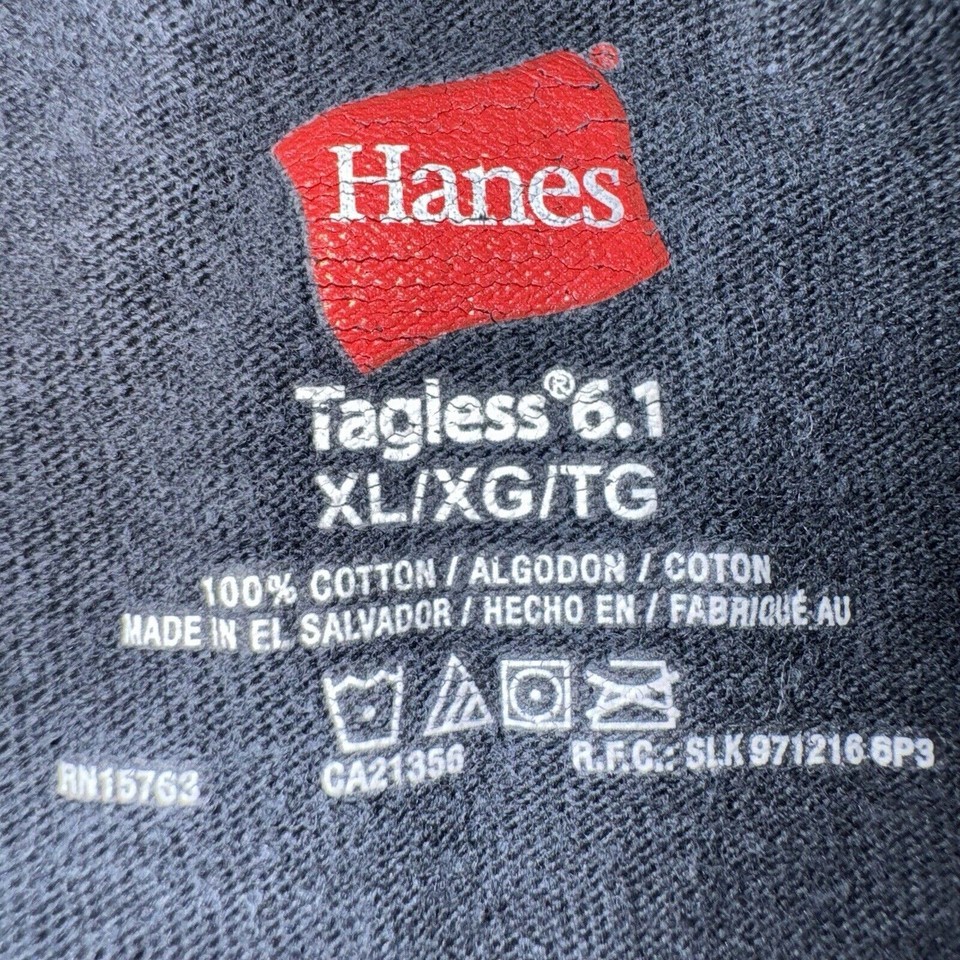 Hanes®
Tagless® 6.1
XL/XG/TG
100% COTTON / ALGODON / COTON
MADE IN EL SALVADOR / HECHO EN / FABRIQUÉ AU
RN15763 CA21356 R.F.C.: SLK 971216 6P3